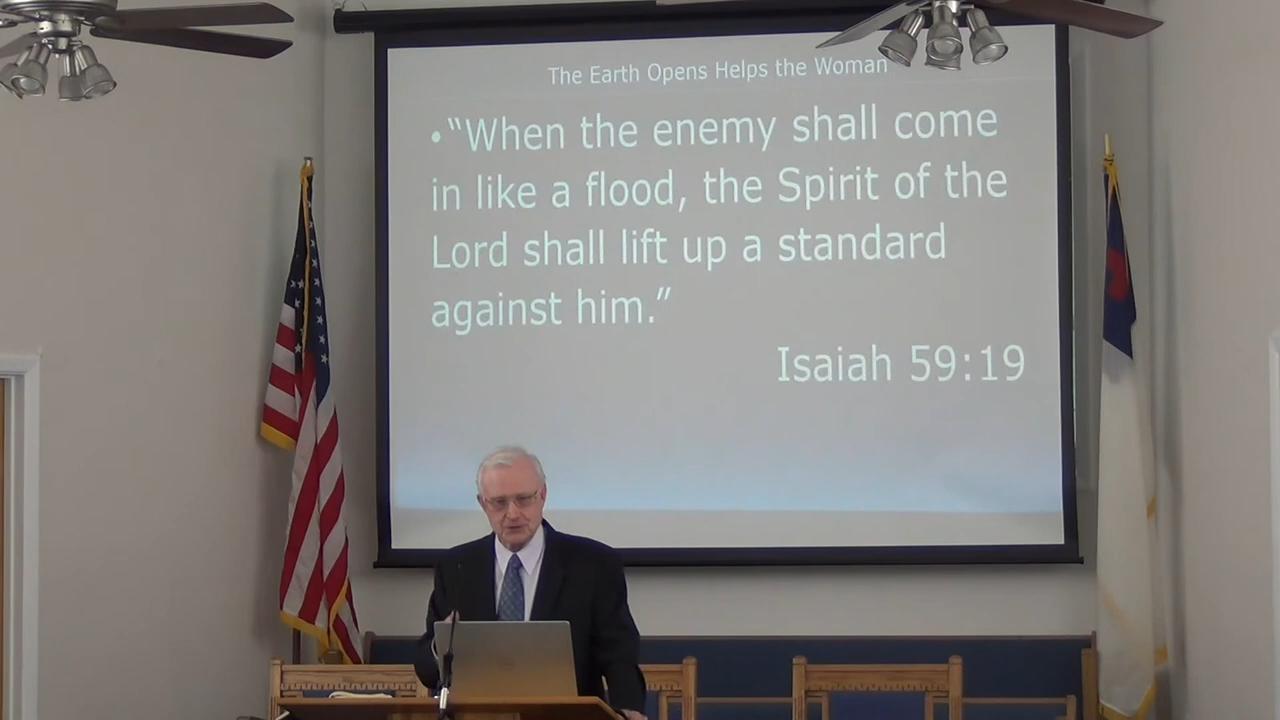 The Earth Opens Helps the Woman
•“When the enemy shall come
in like a flood, the Spirit of the
Lord shall lift up a standard
against him.”
Isaiah 59:19